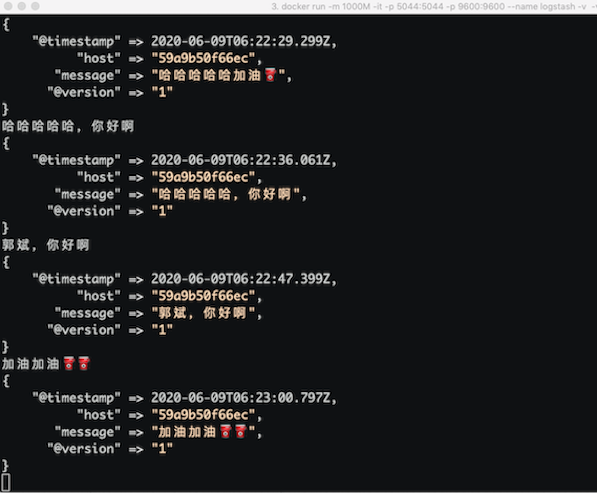 3. docker run -m 1000M -it -p 5044:5044 -p 9600:9600 --name logstash -v
{
"@timestamp" => 2020-06-09T06:22:29.299Z,
"host" => "59a9b50f66ec",
"message" => "哈哈哈哈哈加油⛽️",
"@version" => "1"
}
哈哈哈哈哈, 你好啊
{
"@timestamp" => 2020-06-09T06:22:36.061Z,
"host" => "59a9b50f66ec",
"message" => "哈哈哈哈哈, 你好啊",
"@version" => "1"
}
郭斌, 你好啊
{
"@timestamp" => 2020-06-09T06:22:47.399Z,
"host" => "59a9b50f66ec",
"message" => "郭斌, 你好啊",
"@version" => "1"
}
加油加油⛽️⛽️
{
"@timestamp" => 2020-06-09T06:23:00.797Z,
"host" => "59a9b50f66ec",
"message" => "加油加油⛽️⛽️",
"@version" => "1"
}